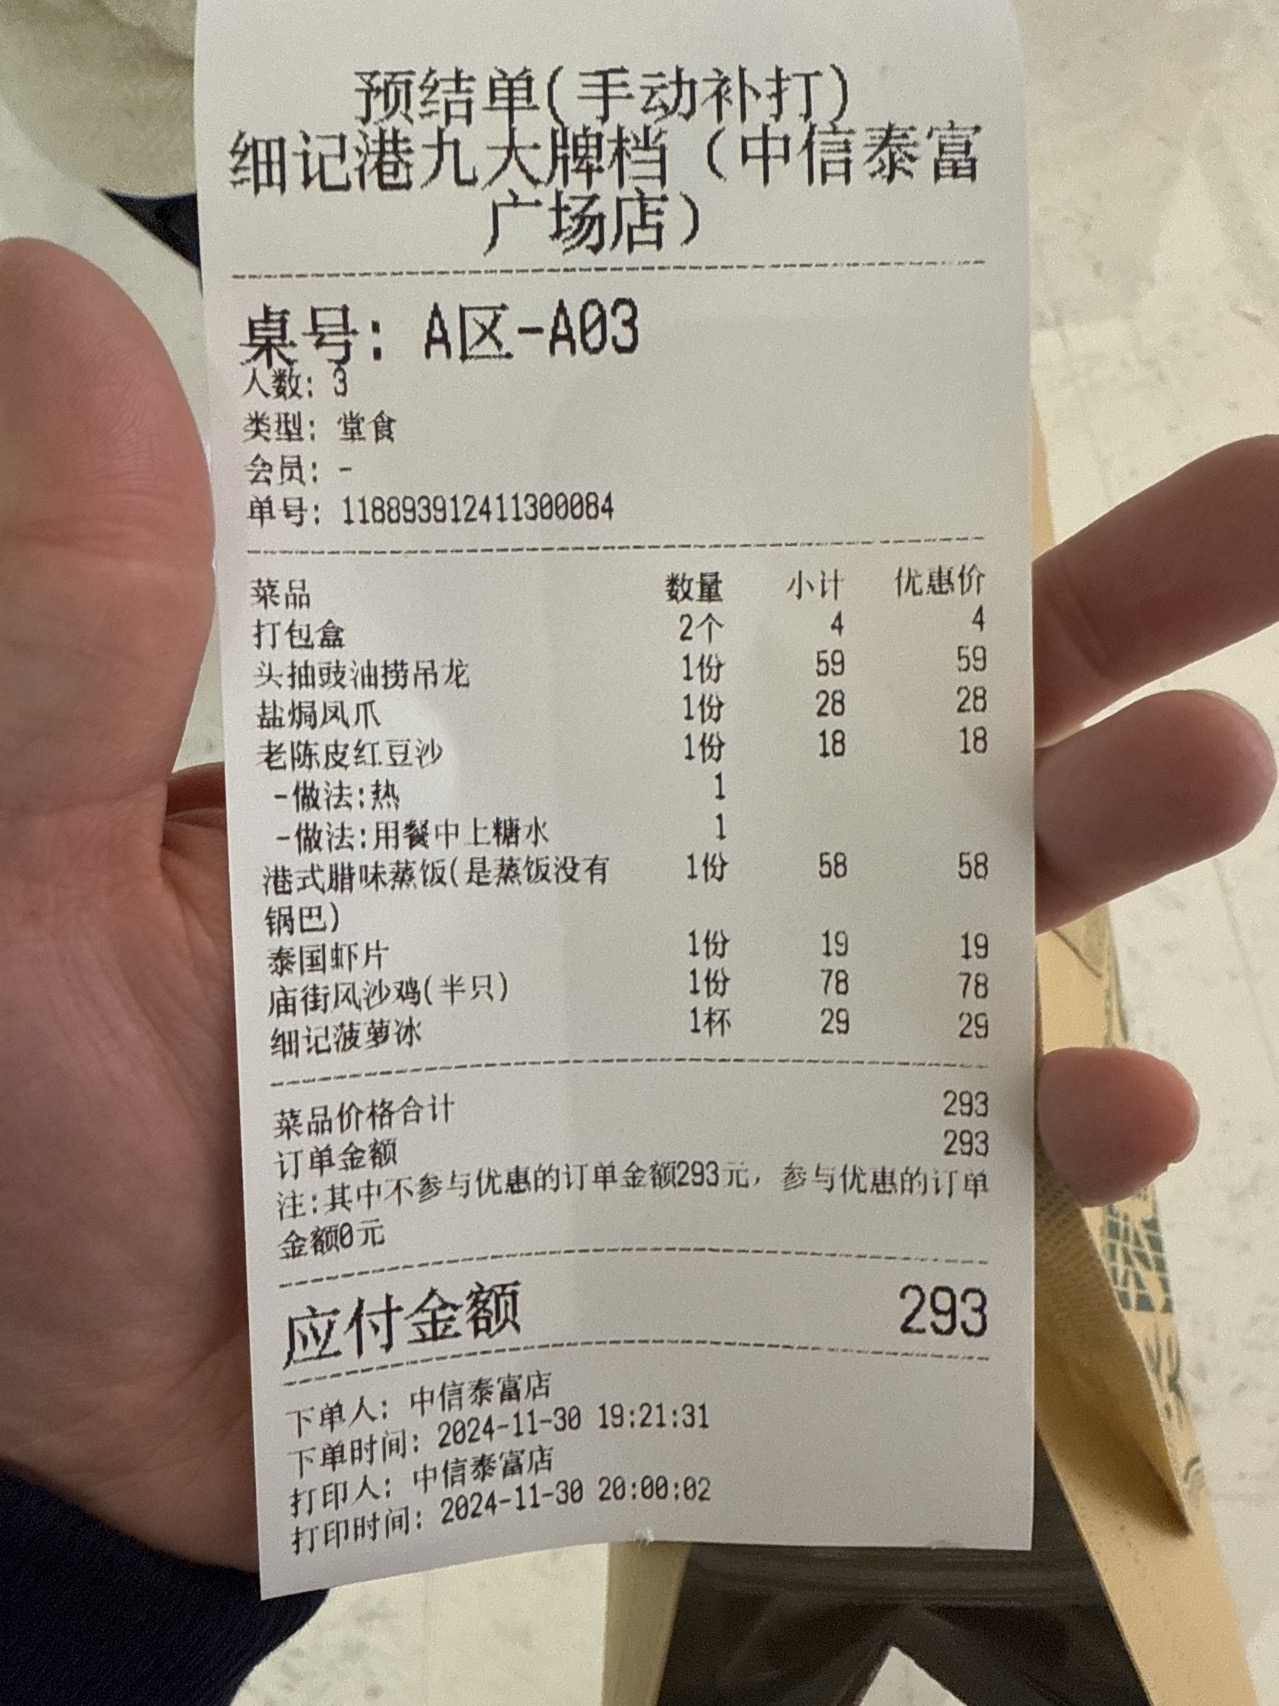 预结单(手动补打)
细记港九大牌档（中信泰富
广场店）
桌号: A区-A03
人数: 3
类型: 堂食
会员: -
单号: 118893912411300084
菜品 数量 小计 优惠价
打包盒 2个 4 4
头抽豉油捞吊龙 1份 59 59
盐焗凤爪 1份 28 28
老陈皮红豆沙 1份 18 18
-做法:热 1
-做法:用餐中上糖水 1
港式腊味蒸饭(是蒸饭没有 1份 58 58
锅巴)
泰国虾片 1份 19 19
庙街风沙鸡(半只) 1份 78 78
细记菠萝冰 1杯 29 29
菜品价格合计 293
订单金额 293
注:其中不参与优惠的订单金额293元，参与优惠的订单
金额0元
应付金额 293
下单人: 中信泰富店
下单时间: 2024-11-30 19:21:31
打印人: 中信泰富店
打印时间: 2024-11-30 20:00:02